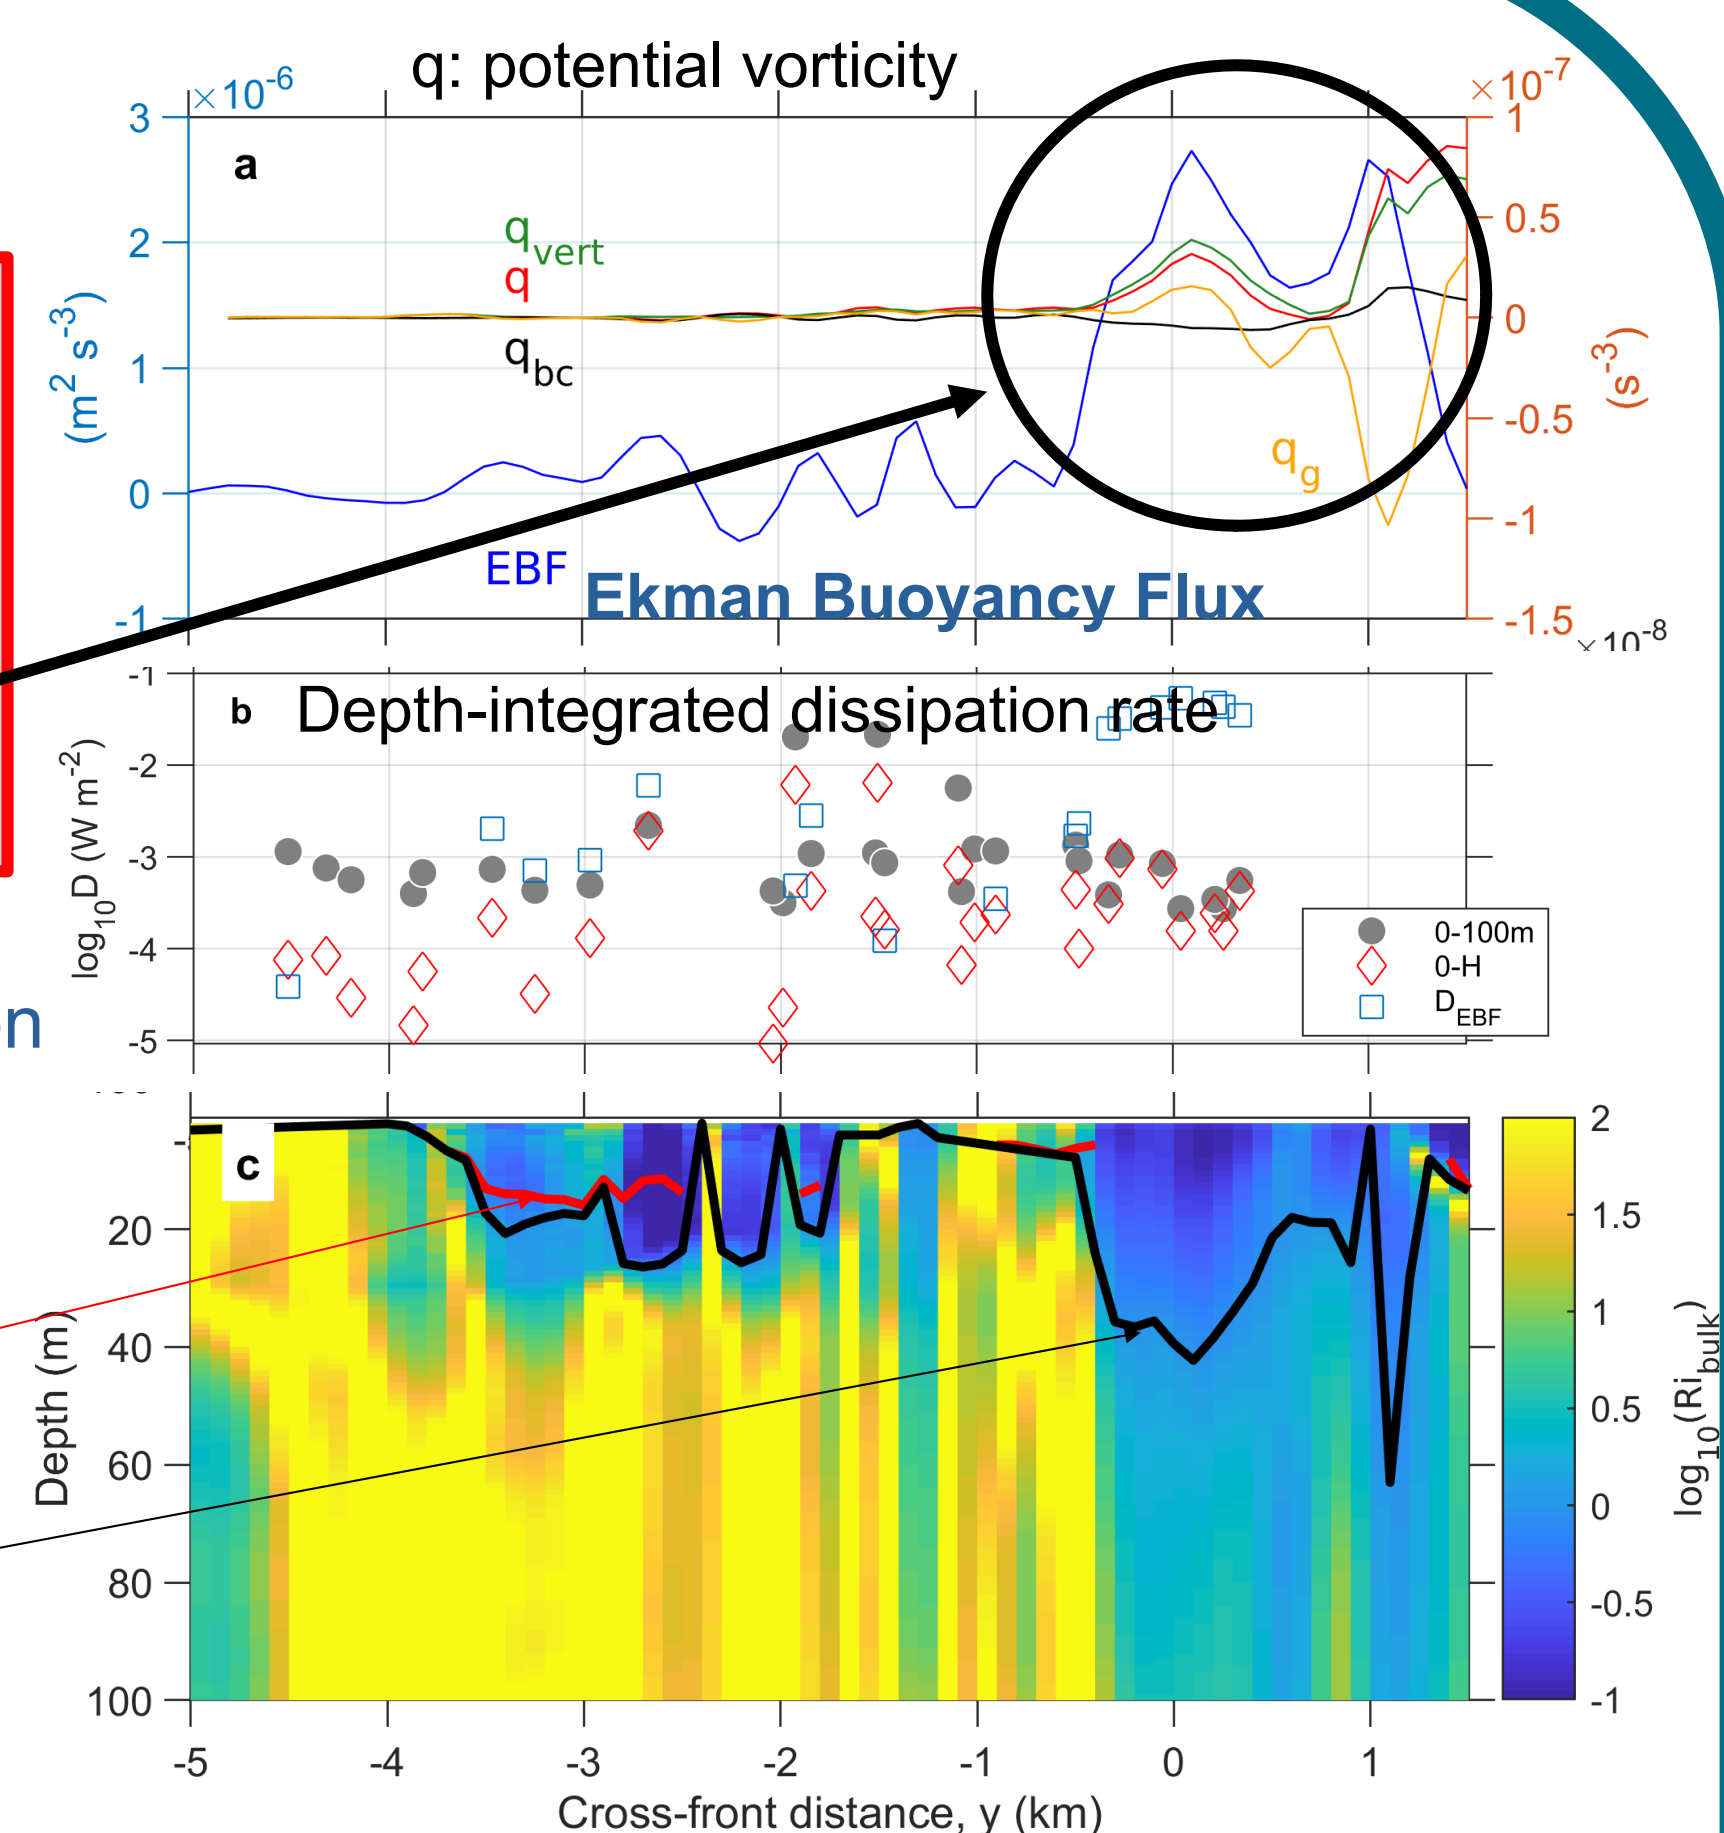 q: potential vorticity
×10-6
×10-7
3
2
1
0
-1
1
0.5
0
-0.5
-1
-1.5
(m2 s-3)
(s-3)
a
qvert
q
qbc
qg
EBF
Ekman Buoyancy Flux
×10-8
b
Depth-integrated dissipation rate
-1
-2
-3
-4
-5
log10D (W m-2)
0-100m
0-H
DEBF
n
c
20
40
60
80
100
Depth (m)
-5
-4
-3
-2
-1
0
1
Cross-front distance, y (km)
2
1.5
1
0.5
0
-0.5
-1
log10(Ribulk)